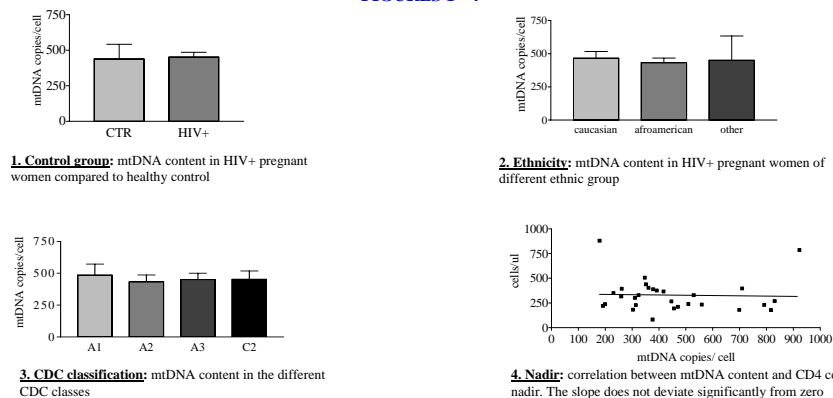 750
500
250
0
mtDNA copies/cell
CTR HIV+
1. Control group: mtDNA content in HIV+ pregnant
women compared to healthy control
750
500
250
0
mtDNA copies/cell
caucasian afroamerican other
2. Ethnicity: mtDNA content in HIV+ pregnant women of
different ethnic group
750
500
250
0
mtDNA copies/cell
A1 A2 A3 C2
3. CDC classification: mtDNA content in the different
CDC classes
1000
750
500
250
0
cells/ul
0 100 200 300 400 500 600 700 800 900 1000
mtDNA copies/ cell
4. Nadir: correlation between mtDNA content and CD4 ce
nadir. The slope does not deviate significantly from zero